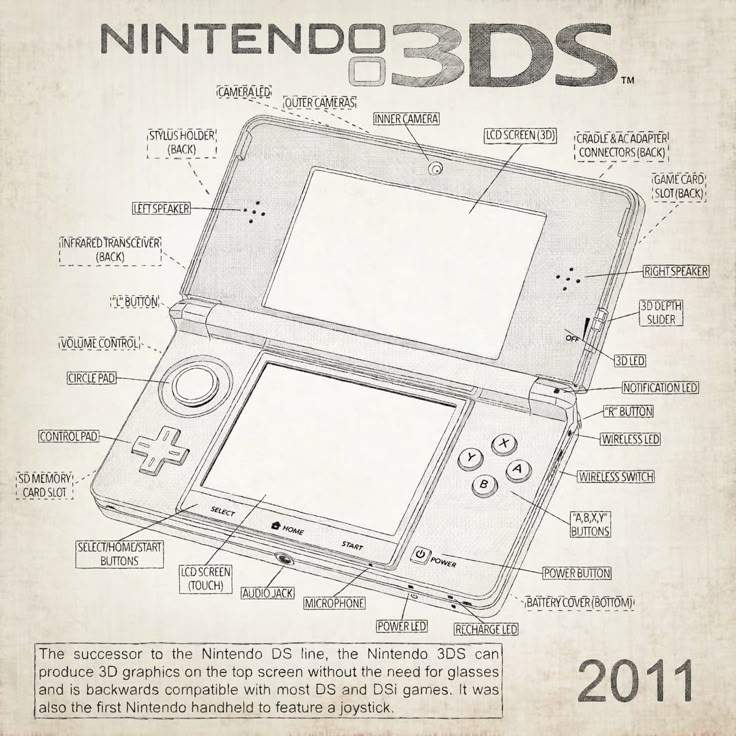 NINTENDO 3DS™
CAMERA LED
OUTER CAMERAS
INNER CAMERA
LCD SCREEN (3D)
STYLUS HOLDER
(BACK)
CRADLE & AC ADAPTER
CONNECTORS (BACK)
GAME CARD
SLOT (BACK)
LEFT SPEAKER
INFRARED TRANSCEIVER
(BACK)
RIGHT SPEAKER
"L" BUTTON
3D DEPTH
SLIDER
OFF
VOLUME CONTROL
3D LED
CIRCLE PAD
NOTIFICATION LED
"R" BUTTON
CONTROL PAD
WIRELESS LED
X
Y
A
B
WIRELESS SWITCH
SD MEMORY
CARD SLOT
SELECT
HOME
START
POWER
"A,B,X,Y"
BUTTONS
SELECT/HOME/START
BUTTONS
LCD SCREEN
(TOUCH)
AUDIO JACK
MICROPHONE
POWER BUTTON
BATTERY COVER (BOTTOM)
POWER LED
RECHARGE LED
The successor to the Nintendo DS line, the Nintendo 3DS can
produce 3D graphics on the top screen without the need for glasses
and is backwards compatible with most DS and DSi games. It was
also the first Nintendo handheld to feature a joystick.
2011